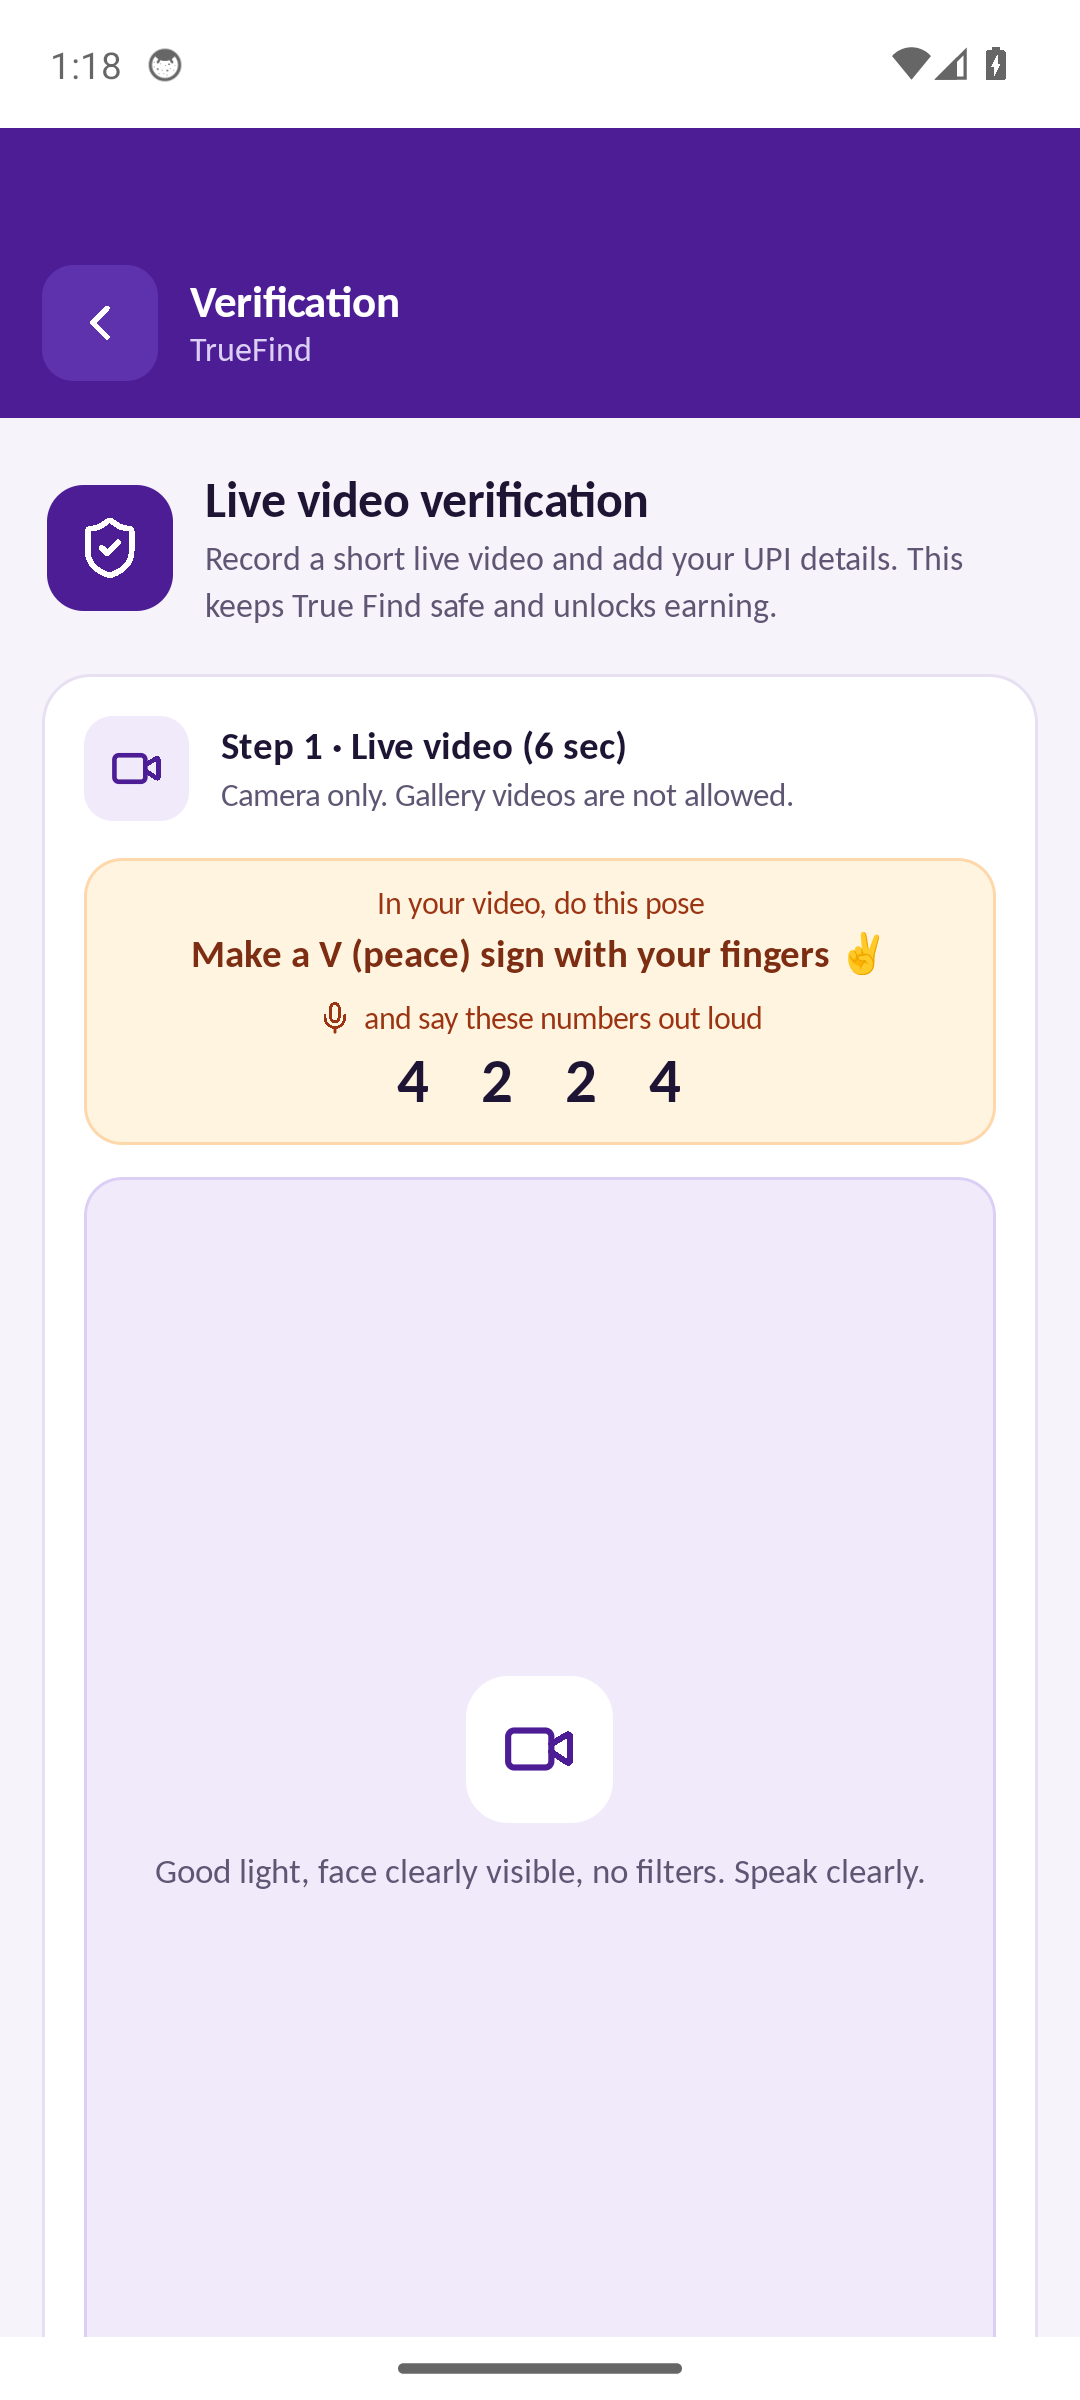 1:18
Verification
TrueFind
Live video verification
Record a short live video and add your UPI details. This
keeps True Find safe and unlocks earning.
Step 1 · Live video (6 sec)
Camera only. Gallery videos are not allowed.
In your video, do this pose
Make a V (peace) sign with your fingers ✌️
and say these numbers out loud
4 2 2 4
Good light, face clearly visible, no filters. Speak clearly.